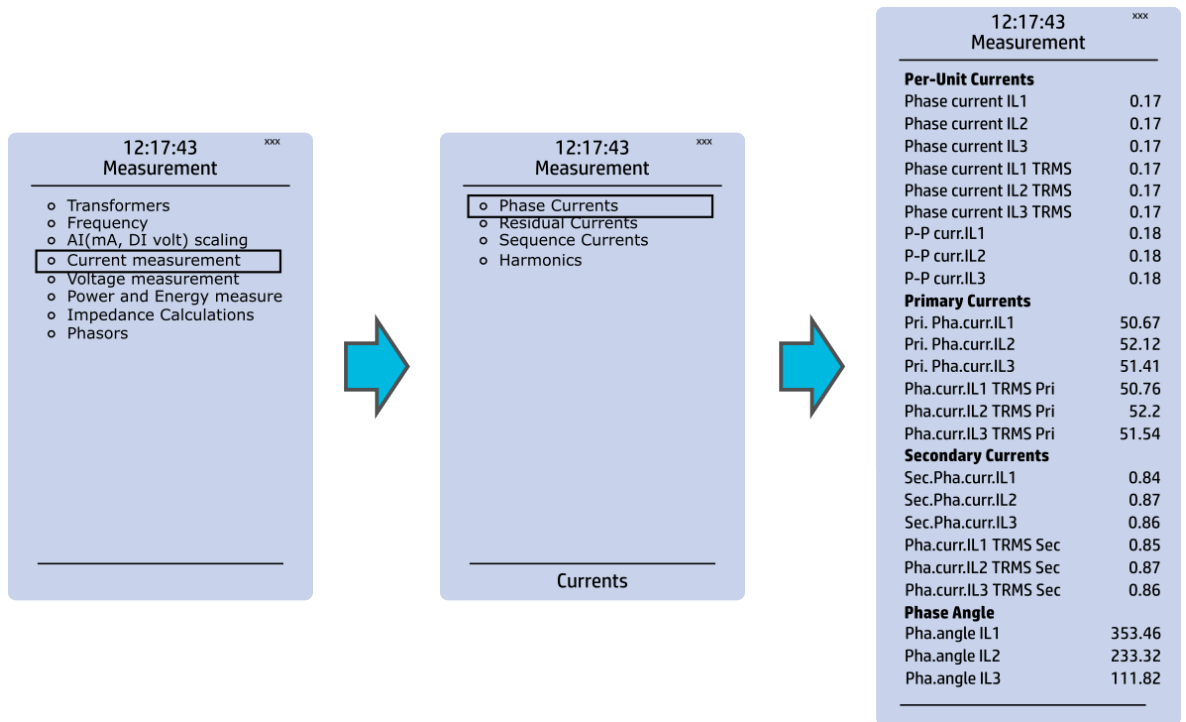 12:17:43 xxx
Measurement
Transformers
Frequency
AI(mA, DI volt) scaling
Current measurement
Voltage measurement
Power and Energy measure
Impedance Calculations
Phasors
12:17:43 xxx
Measurement
Phase Currents
Residual Currents
Sequence Currents
Harmonics
Currents
12:17:43 xxx
Measurement
Per-Unit Currents
Phase current IL1 0.17
Phase current IL2 0.17
Phase current IL3 0.17
Phase current IL1 TRMS 0.17
Phase current IL2 TRMS 0.17
Phase current IL3 TRMS 0.17
P-P curr.IL1 0.18
P-P curr.IL2 0.18
P-P curr.IL3 0.18
Primary Currents
Pri. Pha.curr.IL1 50.67
Pri. Pha.curr.IL2 52.12
Pri. Pha.curr.IL3 51.41
Pha.curr.IL1 TRMS Pri 50.76
Pha.curr.IL2 TRMS Pri 52.2
Pha.curr.IL3 TRMS Pri 51.54
Secondary Currents
Sec.Pha.curr.IL1 0.84
Sec.Pha.curr.IL2 0.87
Sec.Pha.curr.IL3 0.86
Pha.curr.IL1 TRMS Sec 0.85
Pha.curr.IL2 TRMS Sec 0.87
Pha.curr.IL3 TRMS Sec 0.86
Phase Angle
Pha.angle IL1 353.46
Pha.angle IL2 233.32
Pha.angle IL3 111.82